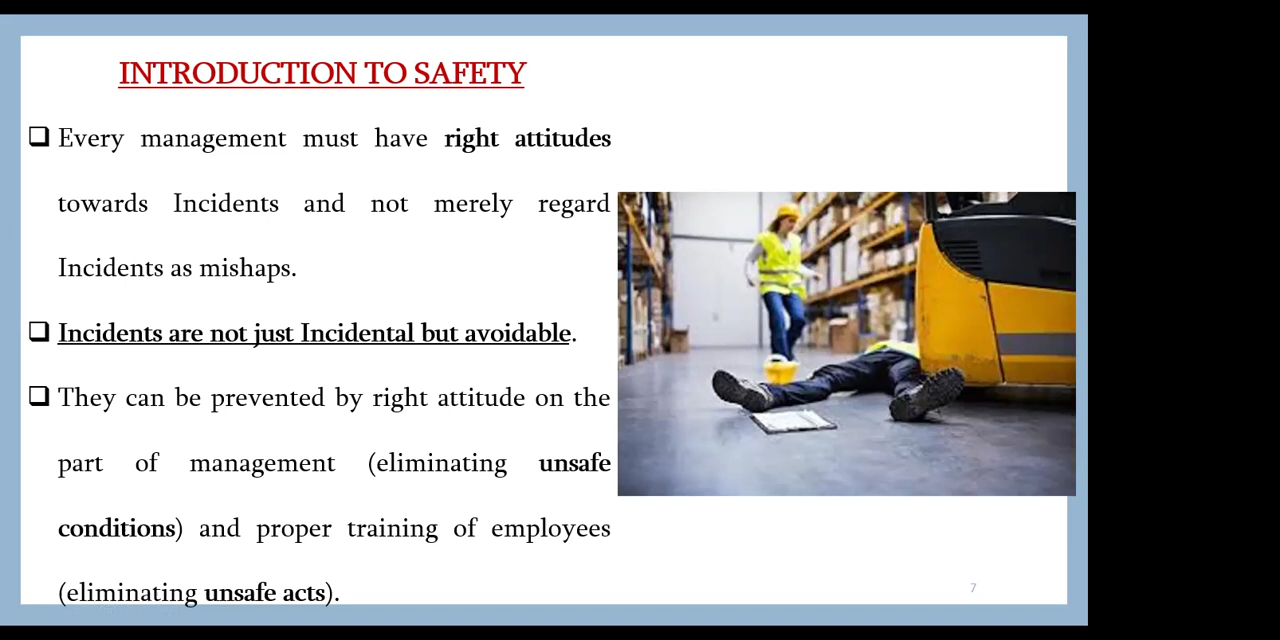 INTRODUCTION TO SAFETY
❑ Every management must have right attitudes
towards Incidents and not merely regard
Incidents as mishaps.
❑ Incidents are not just Incidental but avoidable.
❑ They can be prevented by right attitude on the
part of management (eliminating unsafe
conditions) and proper training of employees
(eliminating unsafe acts).
7